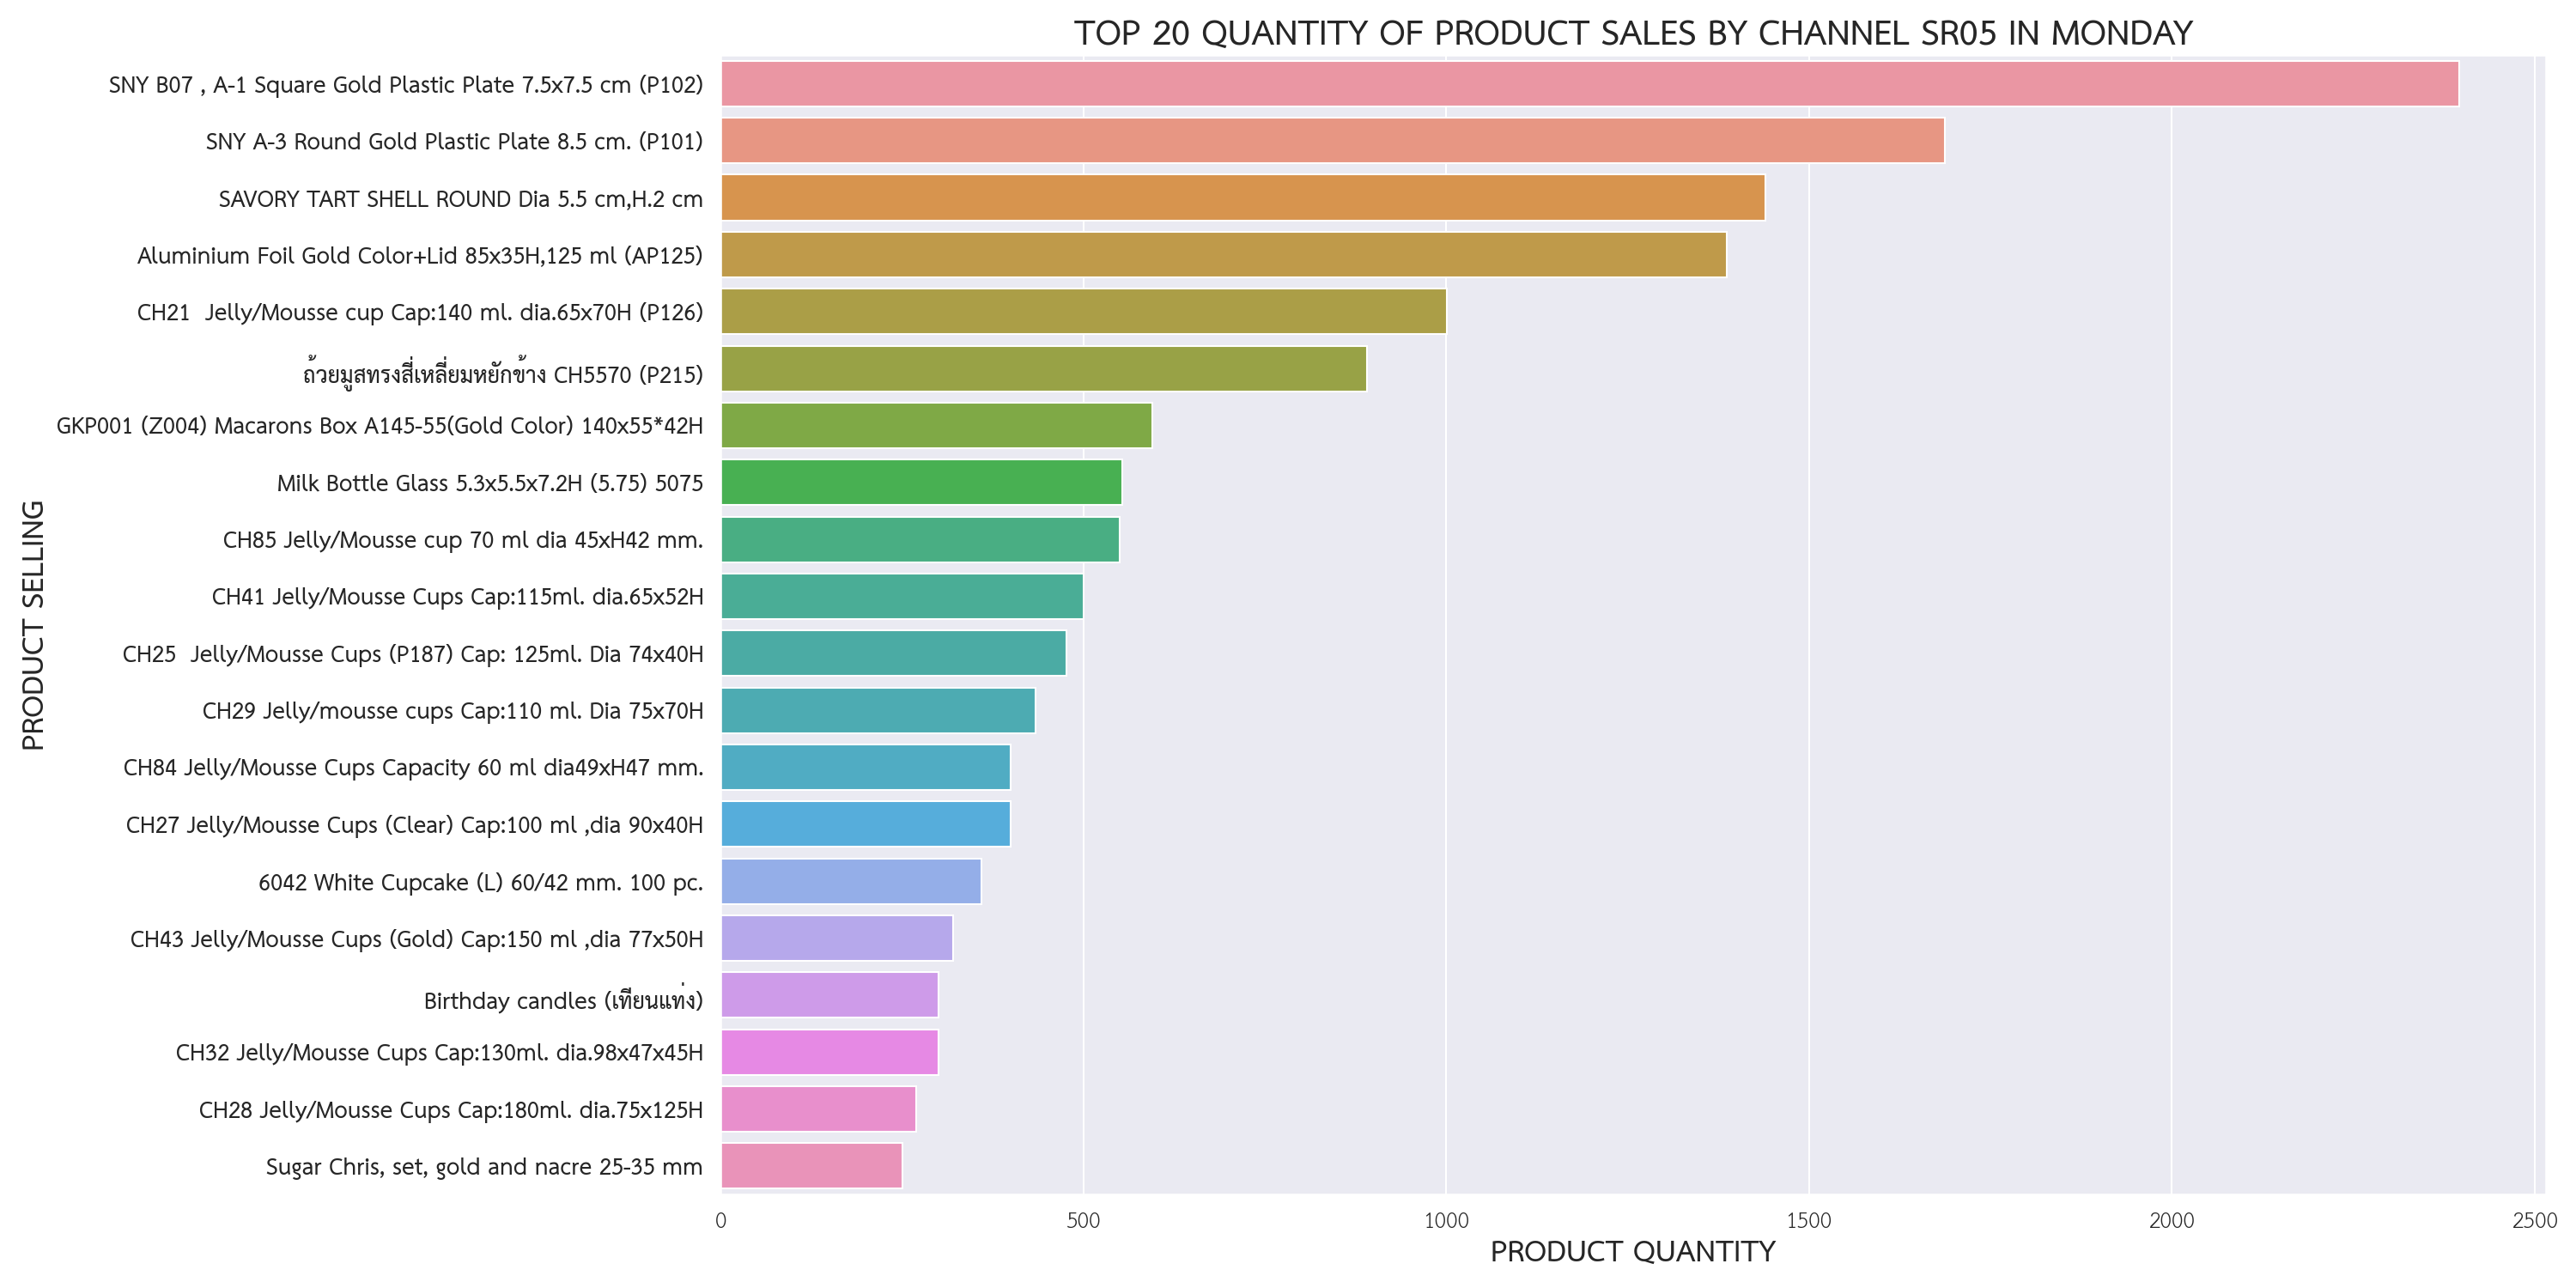 TOP 20 QUANTITY OF PRODUCT SALES BY CHANNEL SR05 IN MONDAY
PRODUCT SELLING
SNY B07 , A-1 Square Gold Plastic Plate 7.5x7.5 cm (P102)
SNY A-3 Round Gold Plastic Plate 8.5 cm. (P101)
SAVORY TART SHELL ROUND Dia 5.5 cm,H.2 cm
Aluminium Foil Gold Color+Lid 85x35H,125 ml (AP125)
CH21  Jelly/Mousse cup Cap:140 ml. dia.65x70H (P126)
ถ้วยมูสทรงสี่เหลี่ยมหยักข้าง CH5570 (P215)
GKP001 (Z004) Macarons Box A145-55(Gold Color) 140x55*42H
Milk Bottle Glass 5.3x5.5x7.2H (5.75) 5075
CH85 Jelly/Mousse cup 70 ml dia 45xH42 mm.
CH41 Jelly/Mousse Cups Cap:115ml. dia.65x52H
CH25  Jelly/Mousse Cups (P187) Cap: 125ml. Dia 74x40H
CH29 Jelly/mousse cups Cap:110 ml. Dia 75x70H
CH84 Jelly/Mousse Cups Capacity 60 ml dia49xH47 mm.
CH27 Jelly/Mousse Cups (Clear) Cap:100 ml ,dia 90x40H
6042 White Cupcake (L) 60/42 mm. 100 pc.
CH43 Jelly/Mousse Cups (Gold) Cap:150 ml ,dia 77x50H
Birthday candles (เทียนแท่ง)
CH32 Jelly/Mousse Cups Cap:130ml. dia.98x47x45H
CH28 Jelly/Mousse Cups Cap:180ml. dia.75x125H
Sugar Chris, set, gold and nacre 25-35 mm
0 500 1000 1500 2000 2500
PRODUCT QUANTITY